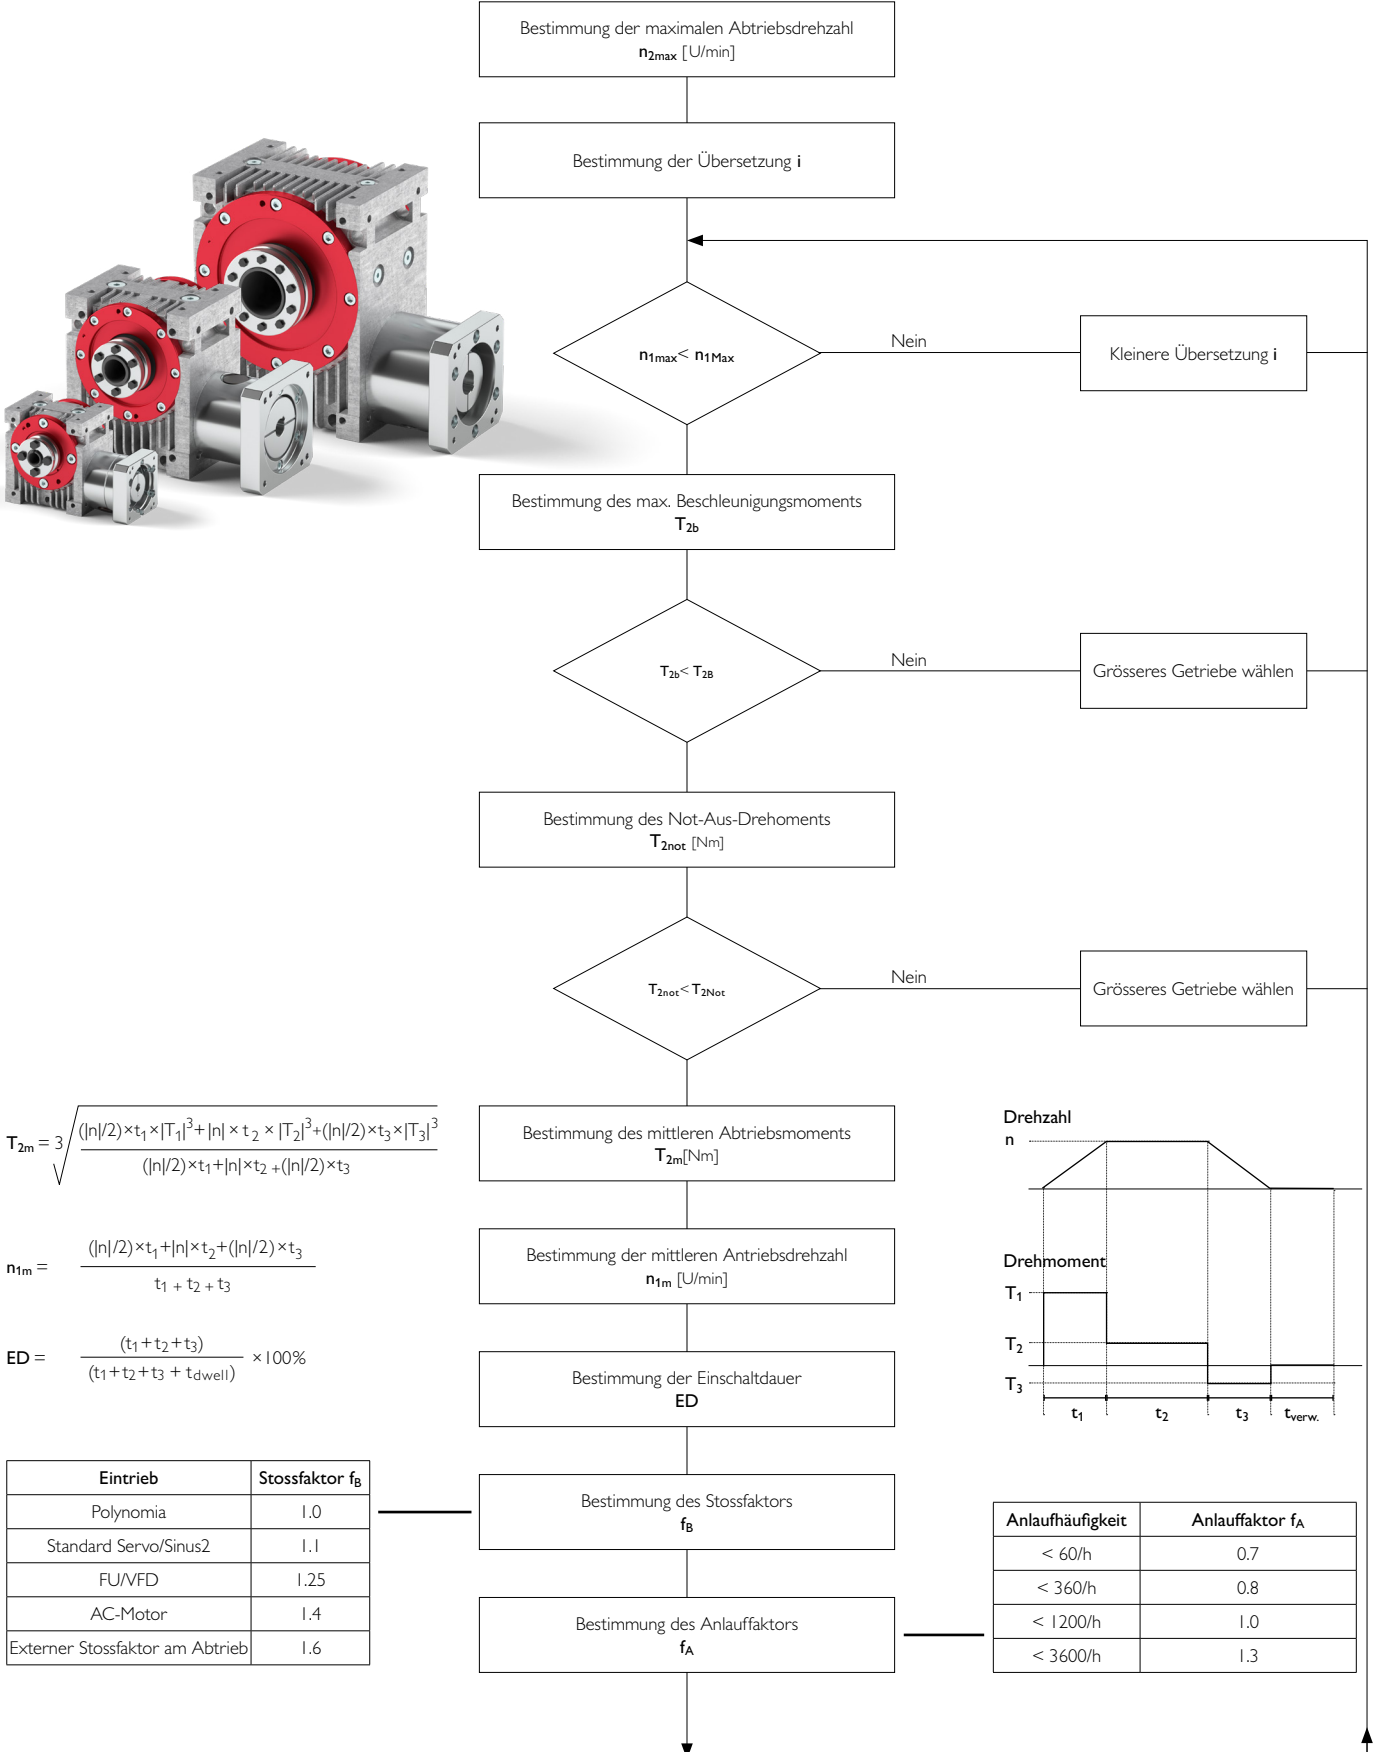 Bestimmung der maximalen Abtriebsdrehzahl
n2max [U/min]
Bestimmung der Übersetzung i
n1max< n1Max
Nein
Kleinere Übersetzung i
Bestimmung des max. Beschleunigungsmoments
T2b
T2b< T2B
Nein
Grösseres Getriebe wählen
Bestimmung des Not-Aus-Drehoments
T2not [Nm]
T2not< T2Not
Nein
Grösseres Getriebe wählen
T2m = 3√ (|n|/2)×t1×|T1|³+|n| × t2 × |T2|³+(|n|/2)×t3×|T3|³
(|n|/2)×t1+|n|×t2 +(|n|/2)×t3
Bestimmung des mittleren Abtriebsmoments
T2m[Nm]
n1m = (|n|/2)×t1+|n|×t2+(|n|/2)×t3
t1 + t2 + t3
Bestimmung der mittleren Antriebsdrehzahl
n1m [U/min]
ED = (t1+t2+t3)
(t1+t2+t3 + tdwell) ×100%
Bestimmung der Einschaltdauer
ED
Drehzahl
n
Drehmoment
T1
T2
T3
t1 t2 t3 tverw.
Eintrieb Stossfaktor fB
Polynomia 1.0
Standard Servo/Sinus2 1.1
FU/VFD 1.25
AC-Motor 1.4
Externer Stossfaktor am Abtrieb 1.6
Bestimmung des Stossfaktors
fB
Bestimmung des Anlauffaktors
fA
Anlaufhäufigkeit Anlauffaktor fA
< 60/h 0.7
< 360/h 0.8
< 1200/h 1.0
< 3600/h 1.3